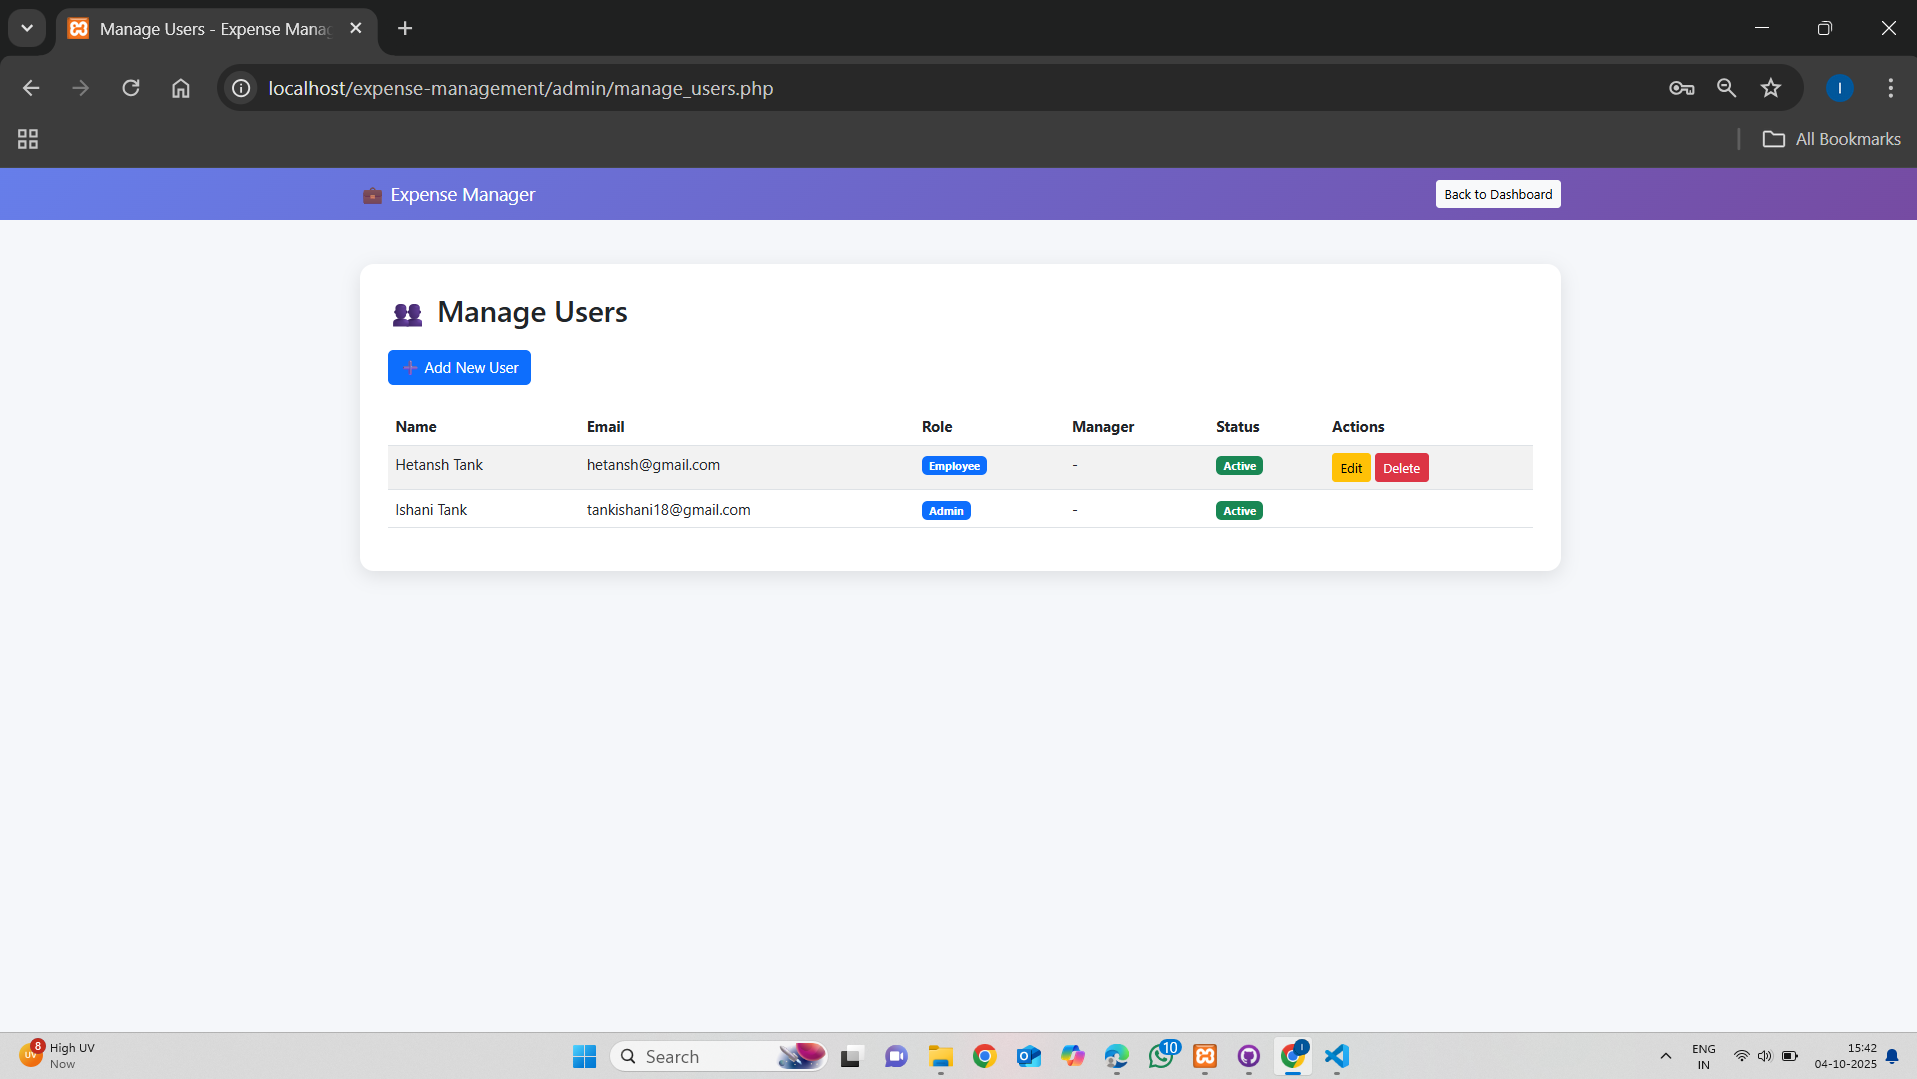 Manage Users - Expense Mana
localhost/expense-management/admin/manage_users.php
I
All Bookmarks
Expense Manager
Back to Dashboard
Manage Users
Add New User
Name Email Role Manager Status Actions
Hetansh Tank hetansh@gmail.com Employee - Active Edit Delete
Ishani Tank tankishani18@gmail.com Admin - Active
8 High UV
UV
Now
Search
10
I
ENG
IN
15:42
04-10-2025